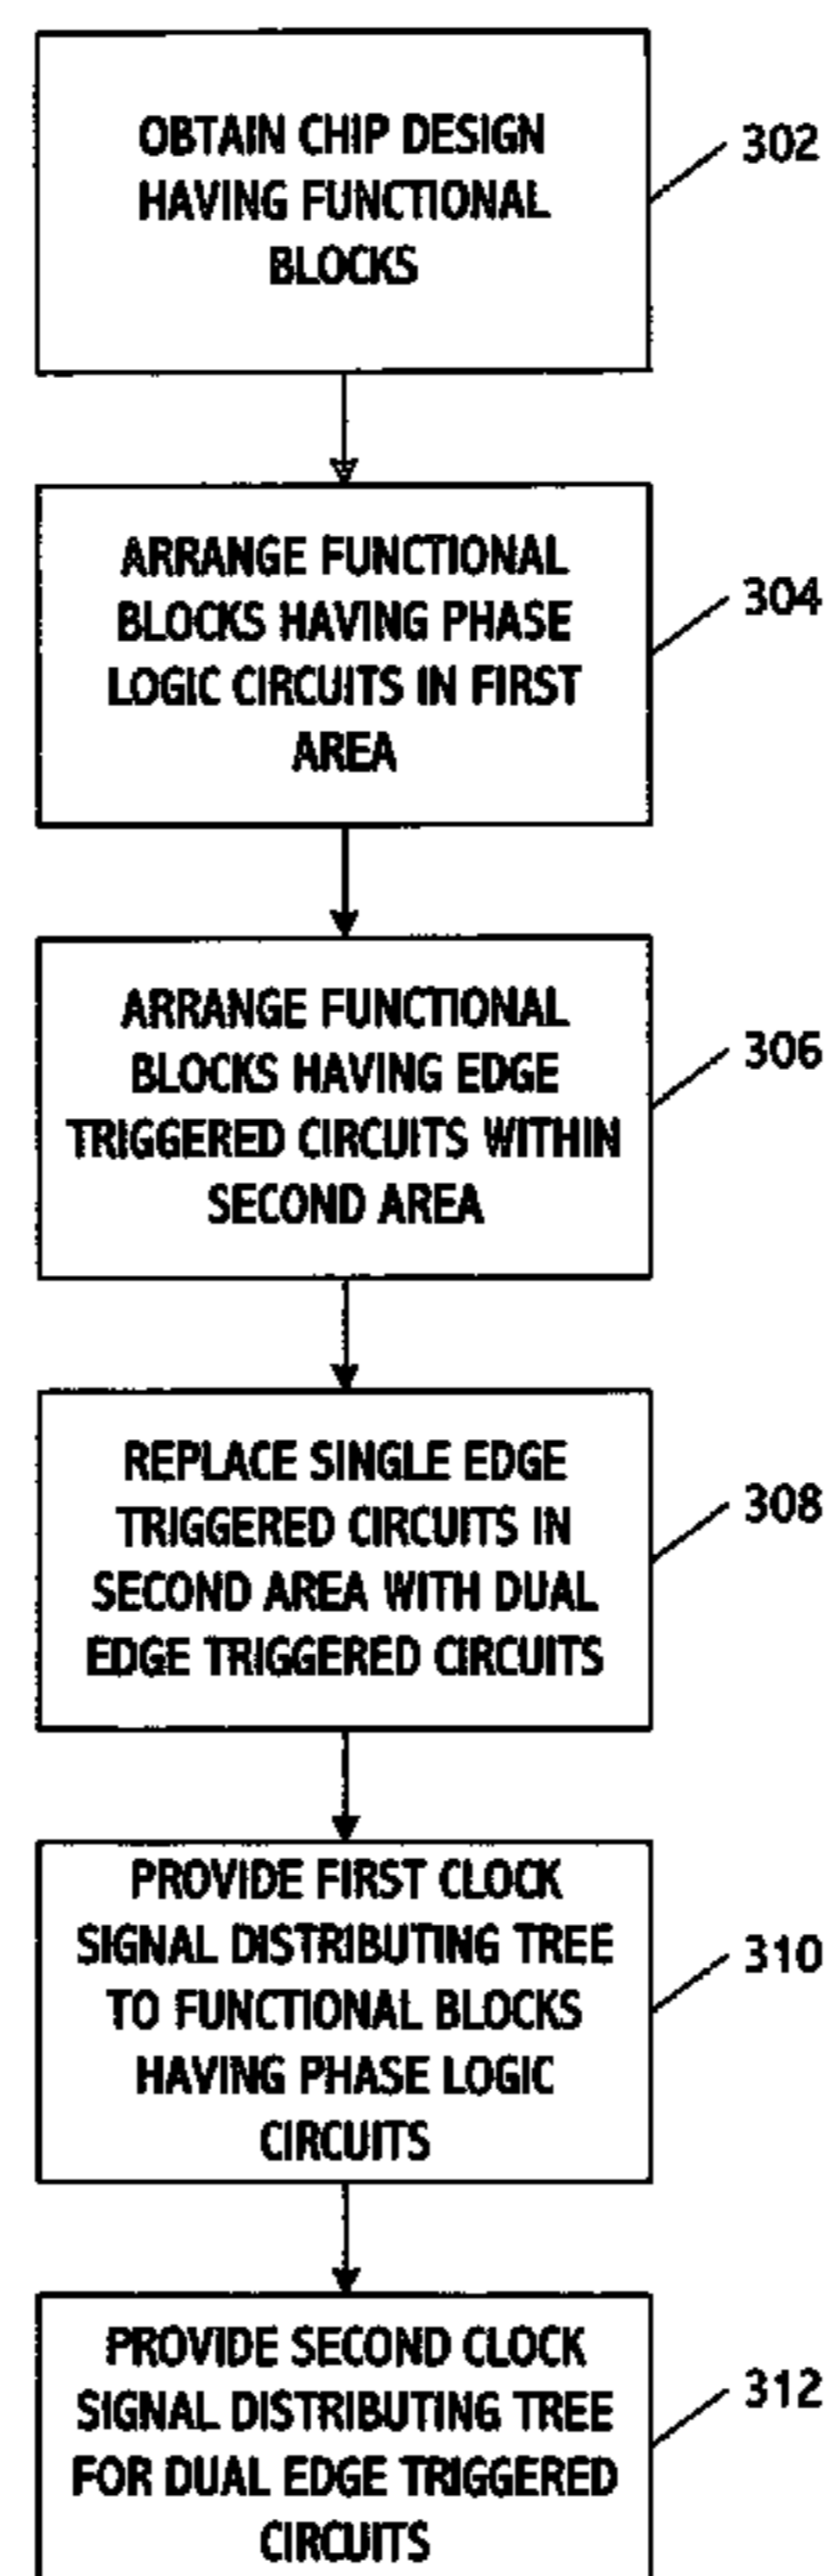 OBTAIN CHIP DESIGN
HAVING FUNCTIONAL
BLOCKS
302
ARRANGE FUNCTIONAL
BLOCKS HAVING PHASE
LOGIC CIRCUITS IN FIRST
AREA
304
ARRANGE FUNCTIONAL
BLOCKS HAVING EDGE
TRIGGERED CIRCUITS WITHIN
SECOND AREA
306
REPLACE SINGLE EDGE
TRIGGERED CIRCUITS IN
SECOND AREA WITH DUAL
EDGE TRIGGERED CIRCUITS
308
PROVIDE FIRST CLOCK
SIGNAL DISTRIBUTING TREE
TO FUNCTIONAL BLOCKS
HAVING PHASE LOGIC
CIRCUITS
310
PROVIDE SECOND CLOCK
SIGNAL DISTRIBUTING TREE
FOR DUAL EDGE TRIGGERED
CIRCUITS
312